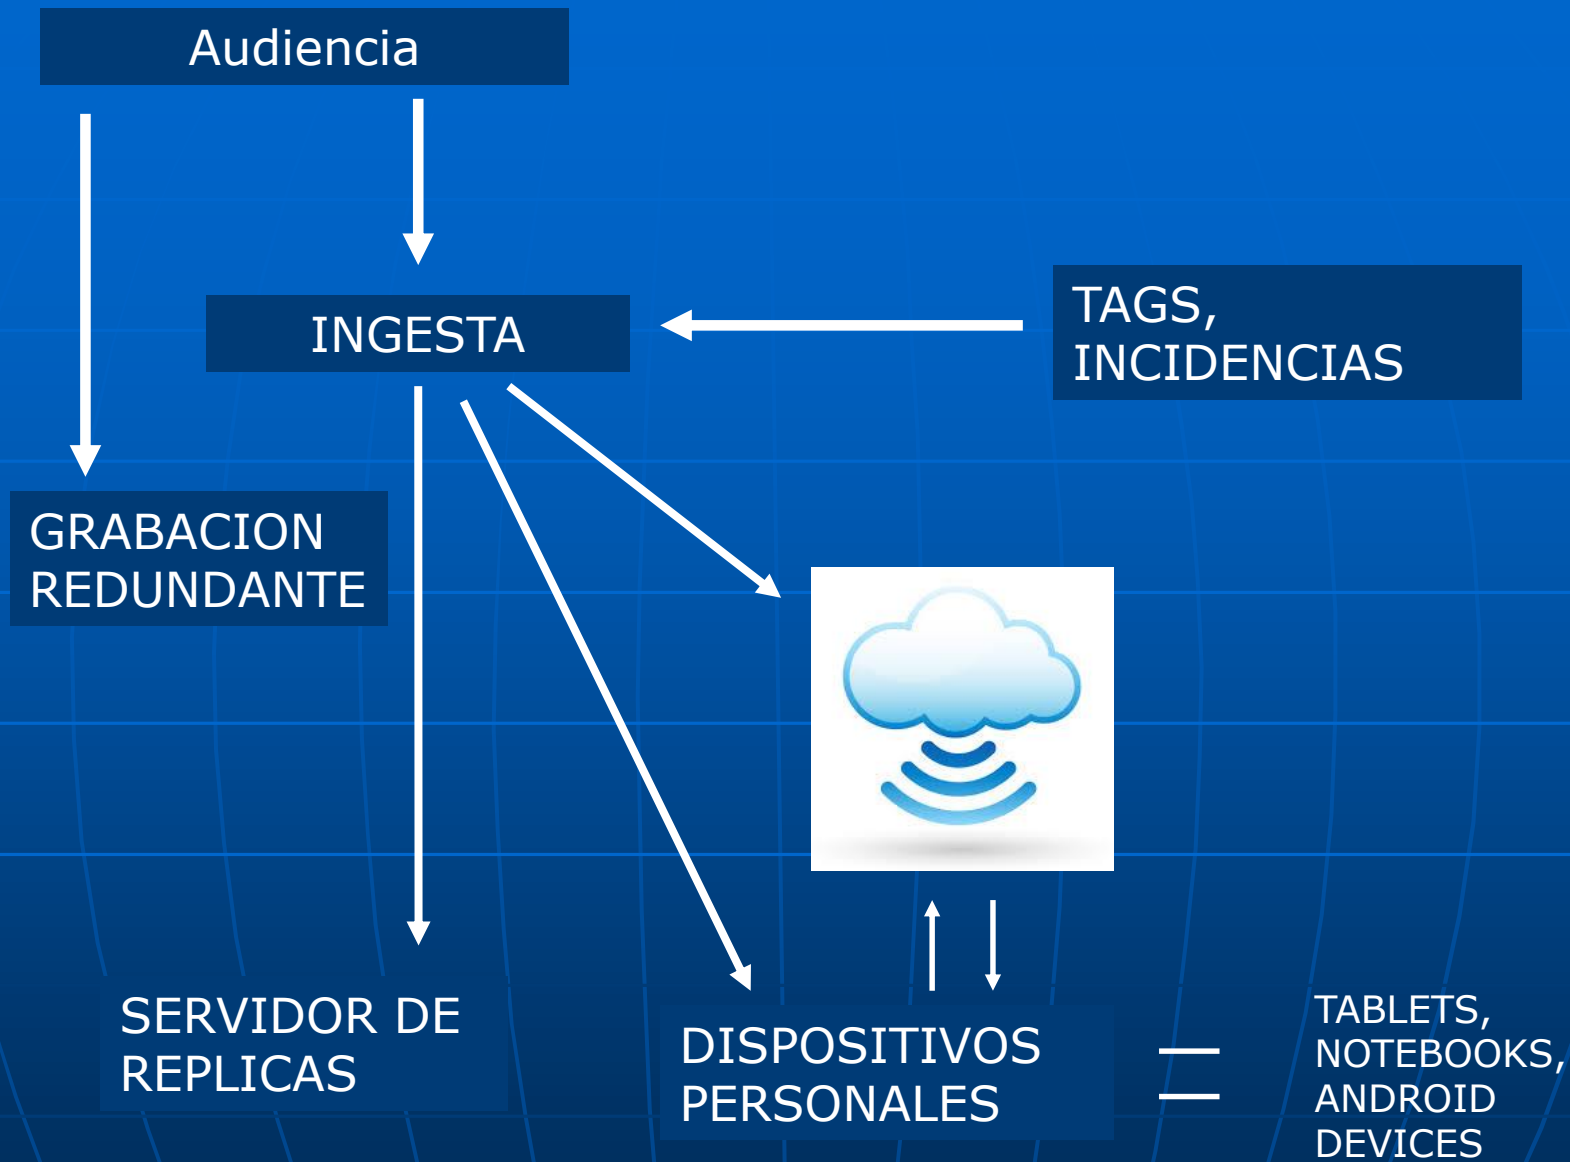 Audiencia
INGESTA
TAGS,
INCIDENCIAS
GRABACION
REDUNDANTE
SERVIDOR DE
REPLICAS
DISPOSITIVOS
PERSONALES
TABLETS,
NOTEBOOKS,
ANDROID
DEVICES